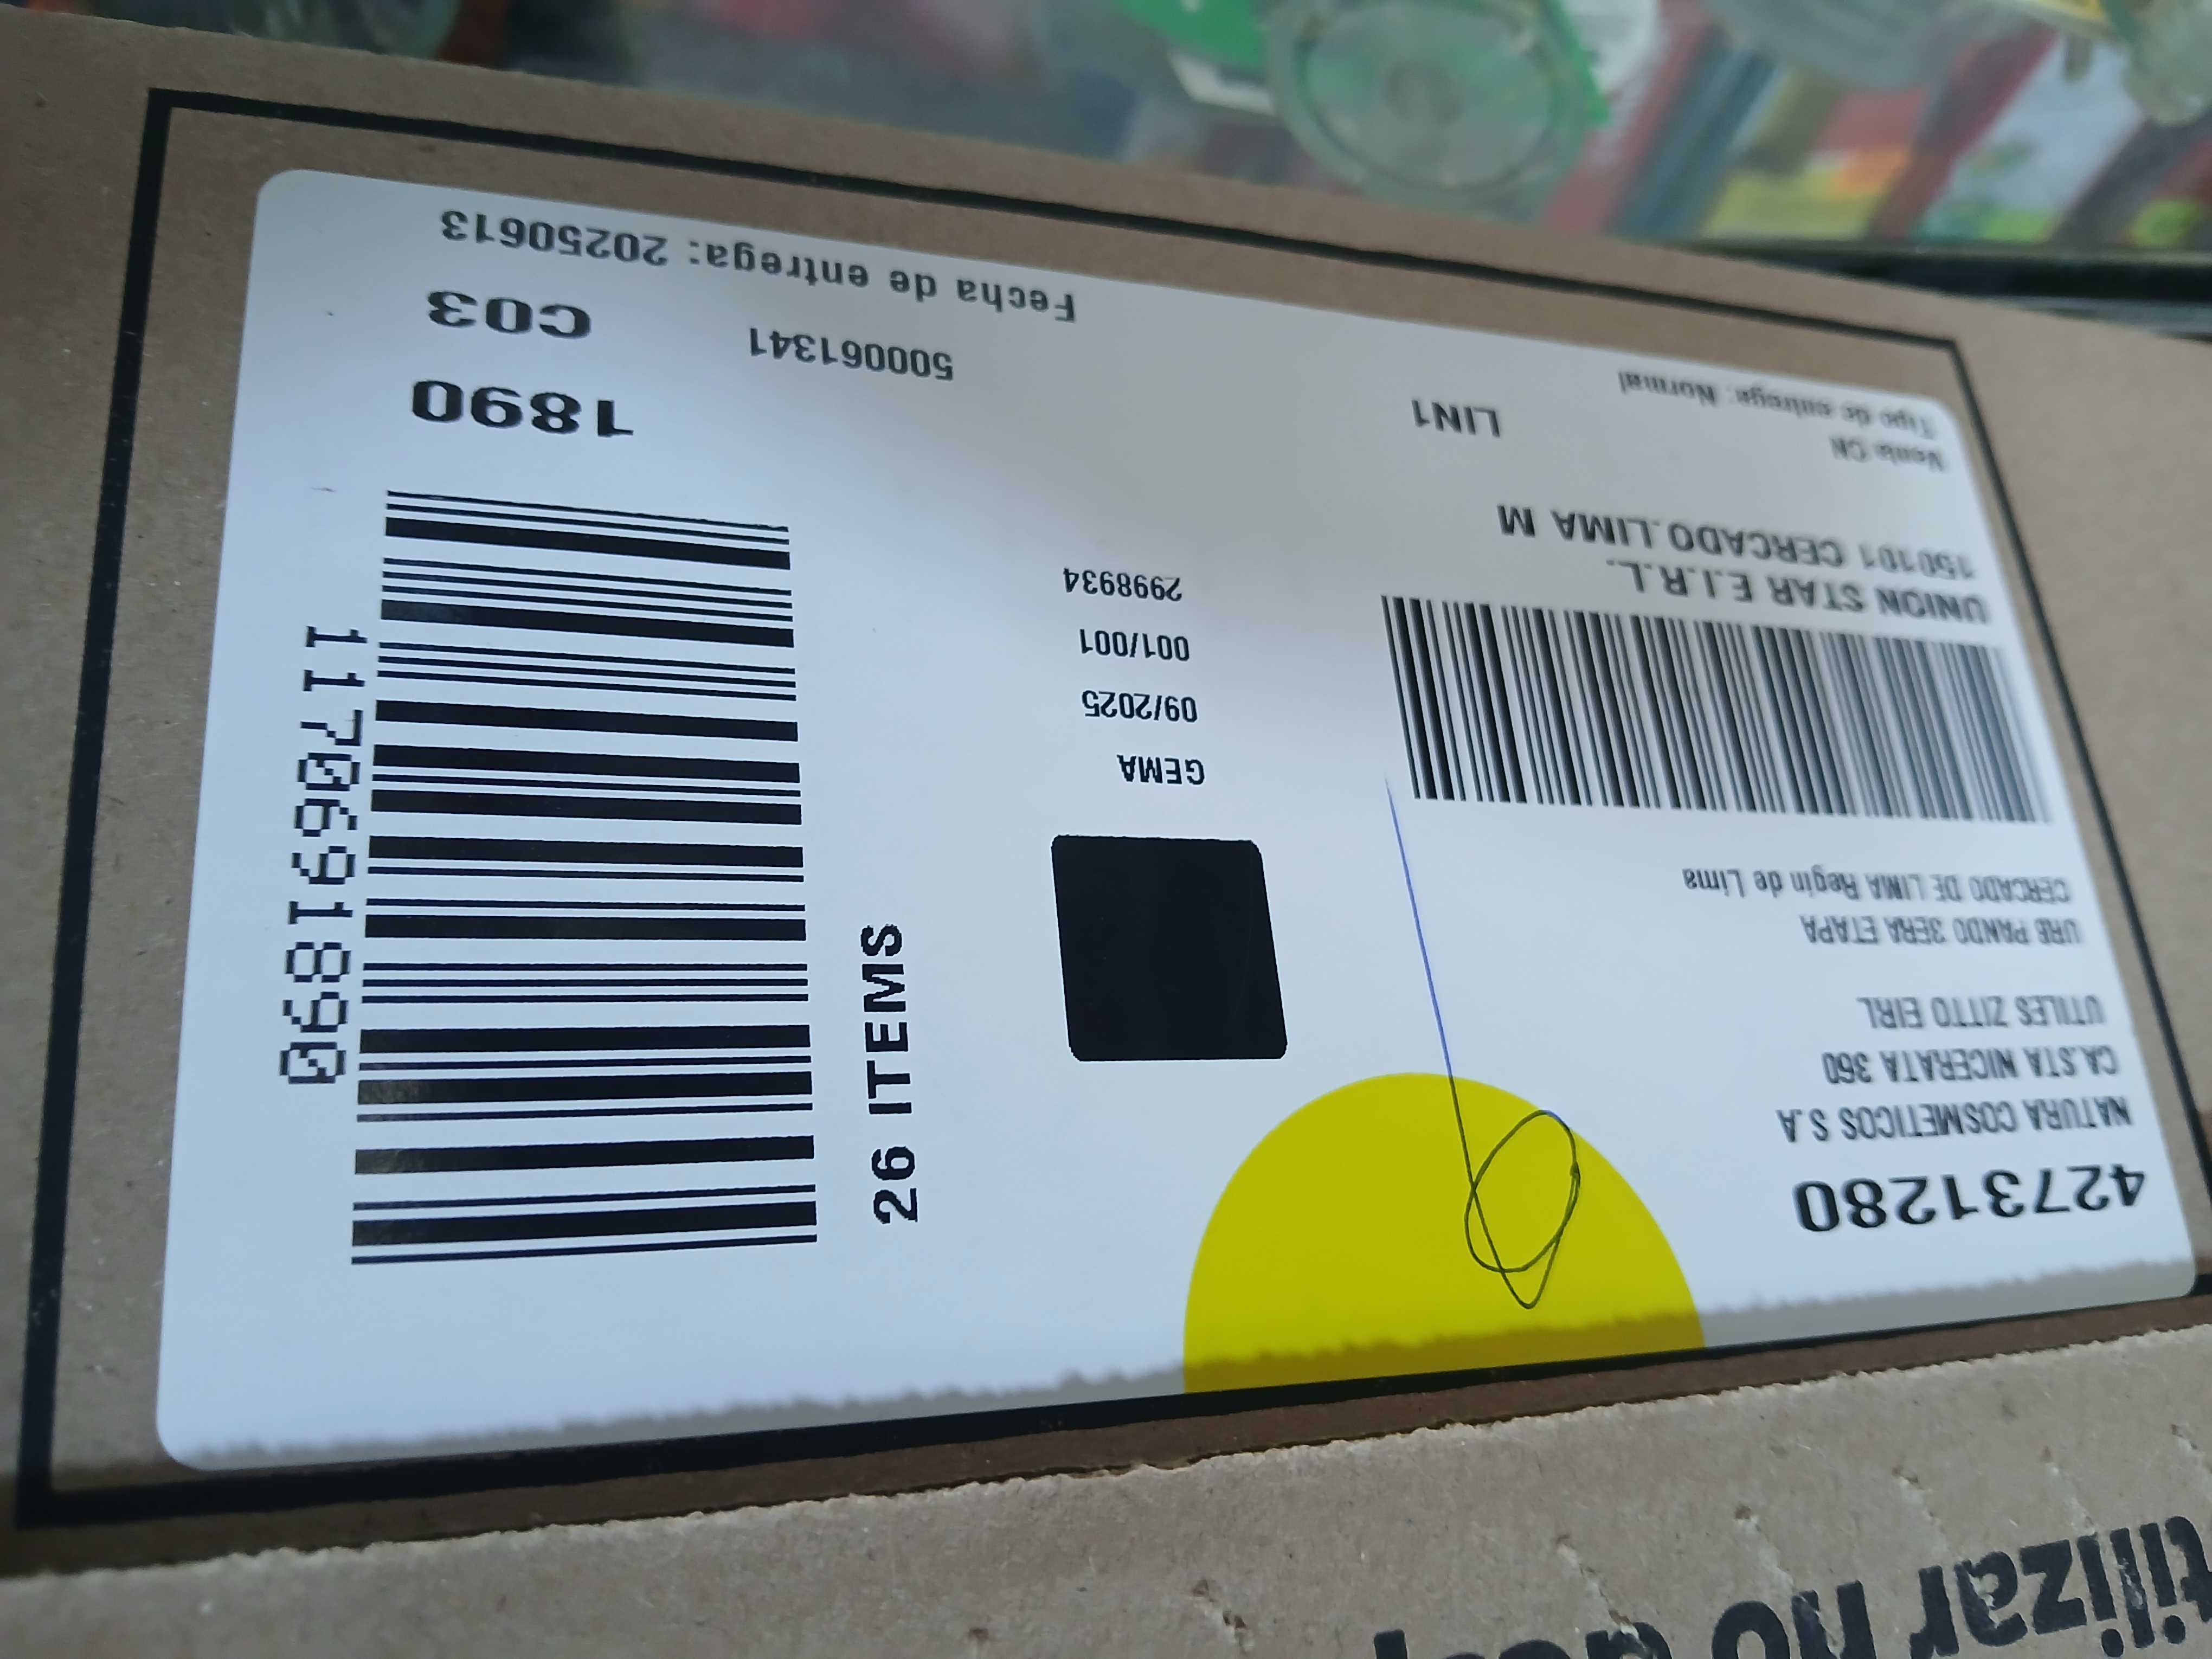 42731280
NATURA COSMETICOS S.A
CA.STA NICERATA 360
UTILES ZITTO EIRL
URB PANDO 3ERA ETAPA
CERCADO DE LIMA Regin de Lima
UNION STAR E.I.R.L.
150101 CERCADO.LIMA M
Venta CN
Tipo de entrega: Normal
LIN1
GEMA
09/2025
001/001
2998934
500061341
Fecha de entrega: 20250613
26 ITEMS
1170691890
1890
C03
tilizar no